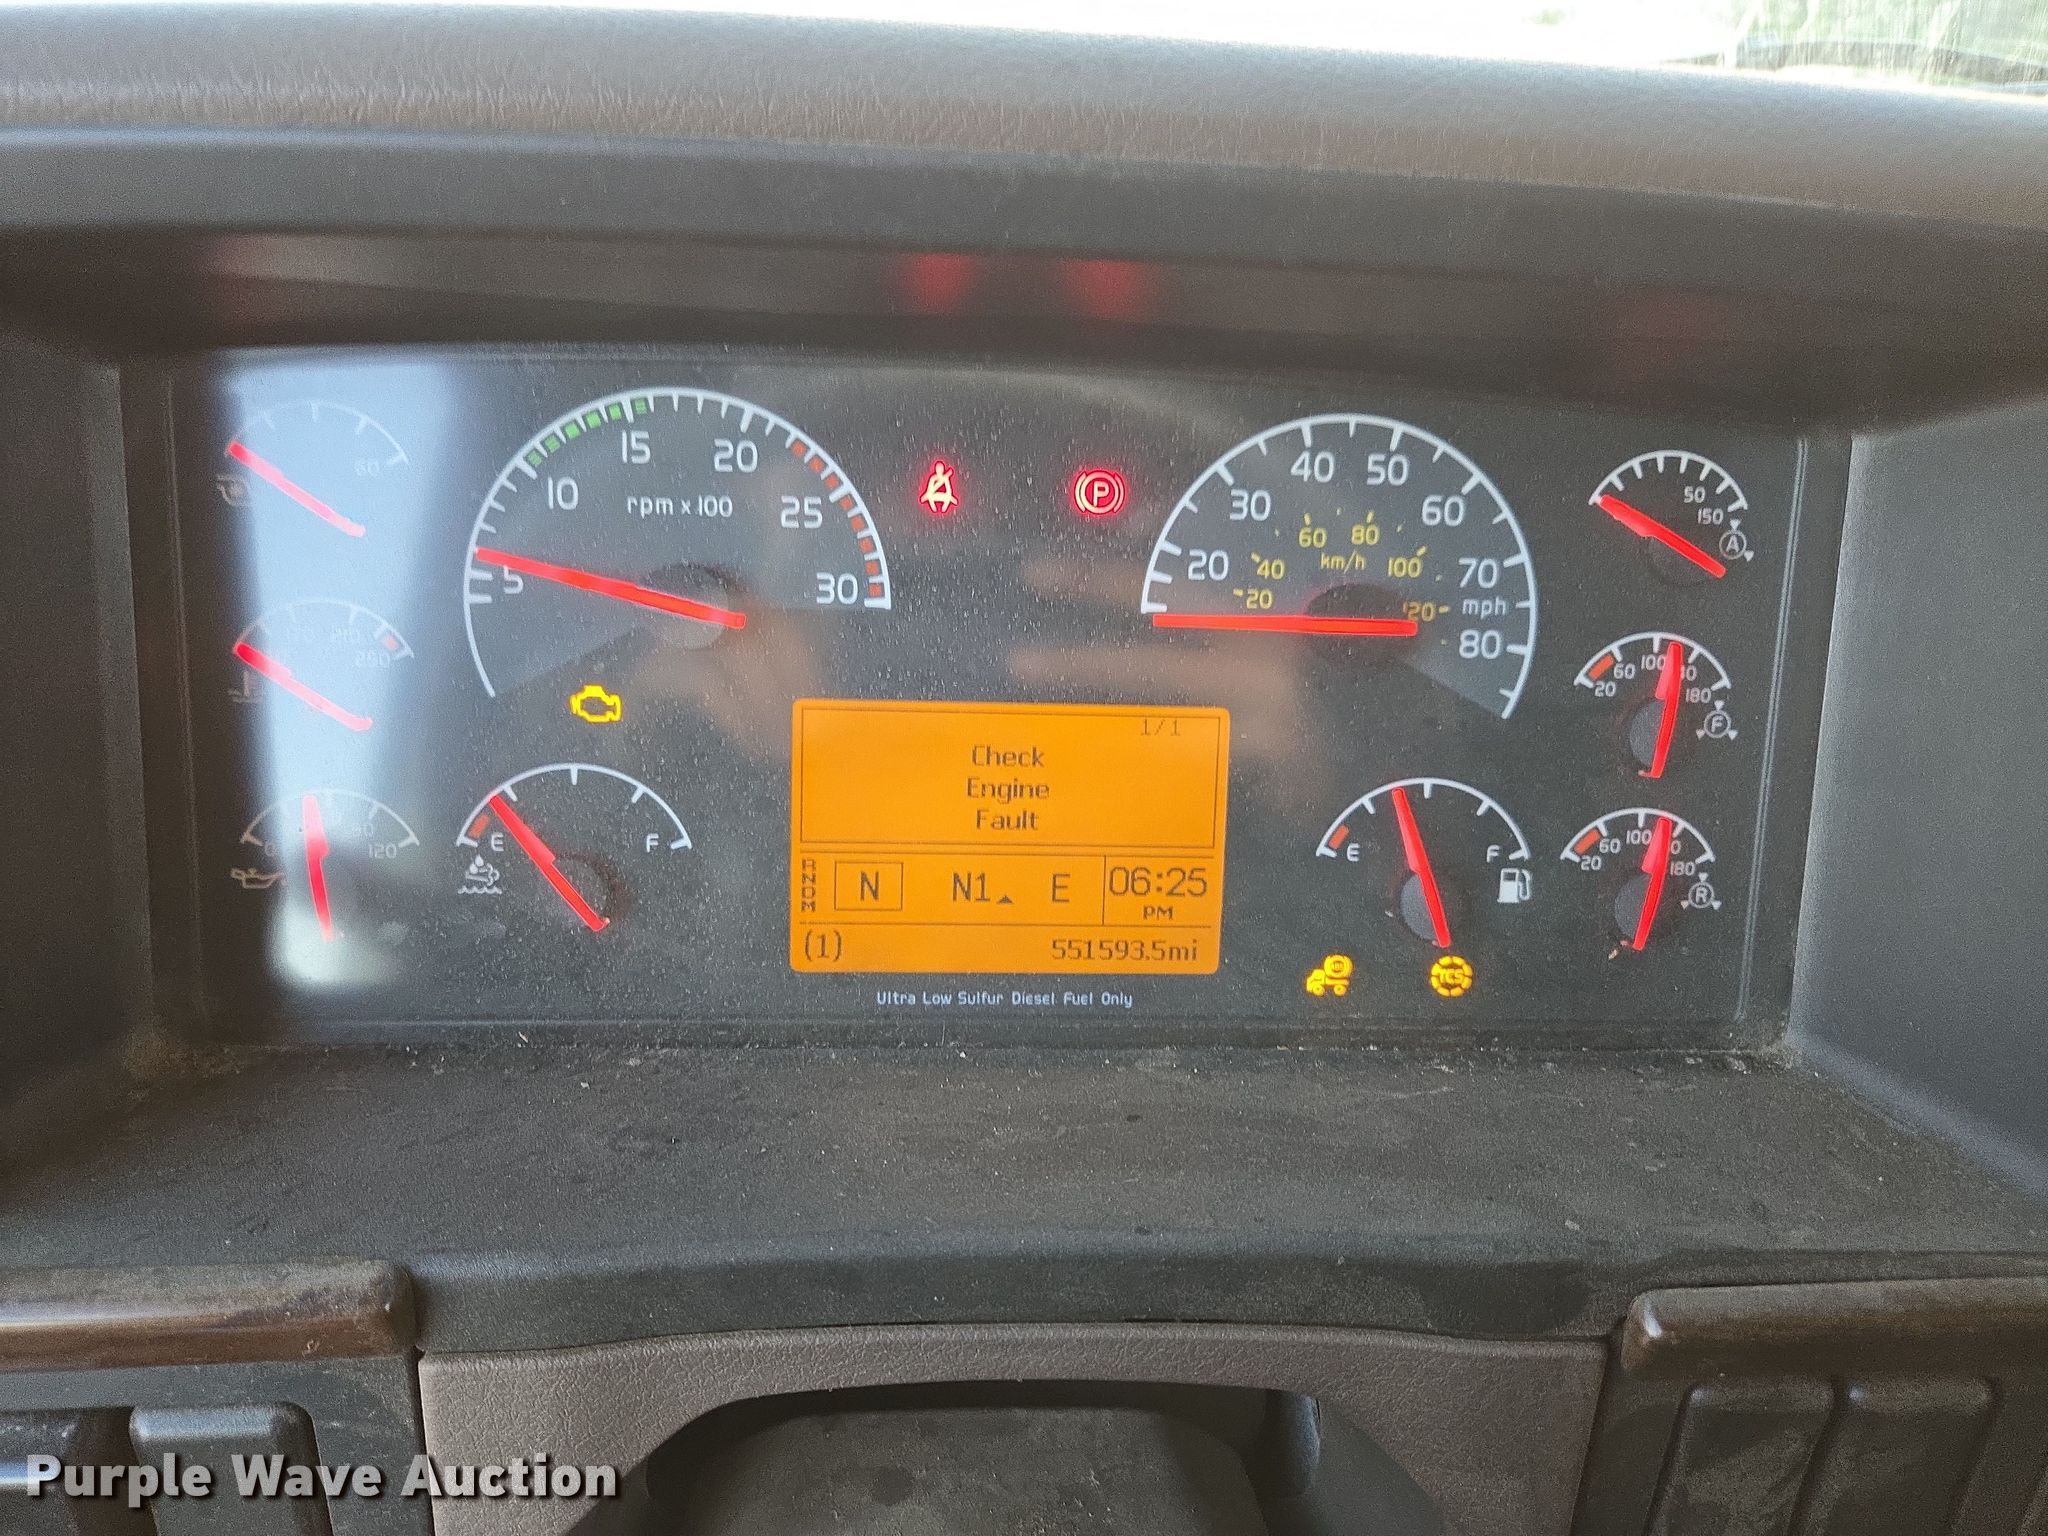 60
5
10
15
20
25
30
rpm x 100
P
20
30
40
50
60
70
80
mph
20
40
60
80
100
120
km/h
50
150
A
20
60
100
180
F
20
60
100
180
R
120
E
F
E
F
1/1
Check
Engine
Fault
N
N1
E
06:25
PM
(1)
551593.5mi
TCS
Ultra Low Sulfur Diesel Fuel Only
Purple Wave Auction